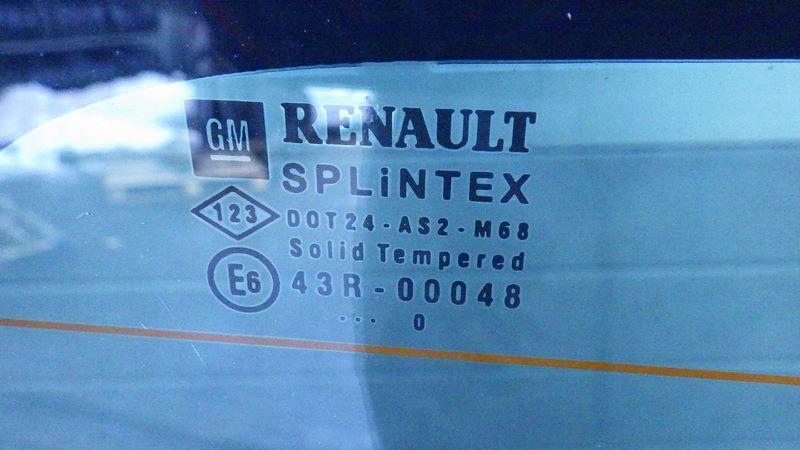 GM RENAULT
SPLiNTEX
123 DOT24-AS2-M68
Solid Tempered
E6 43R-00048
... 0